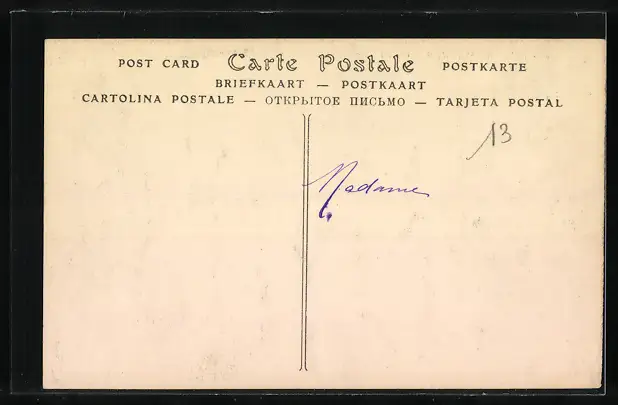 POST CARD Carte Postale POSTKARTE
BRIEFKAART — POSTKAART
CARTOLINA POSTALE — ОТКРЫТОЕ ПИСЬМО — TARJETA POSTAL
13
Madame